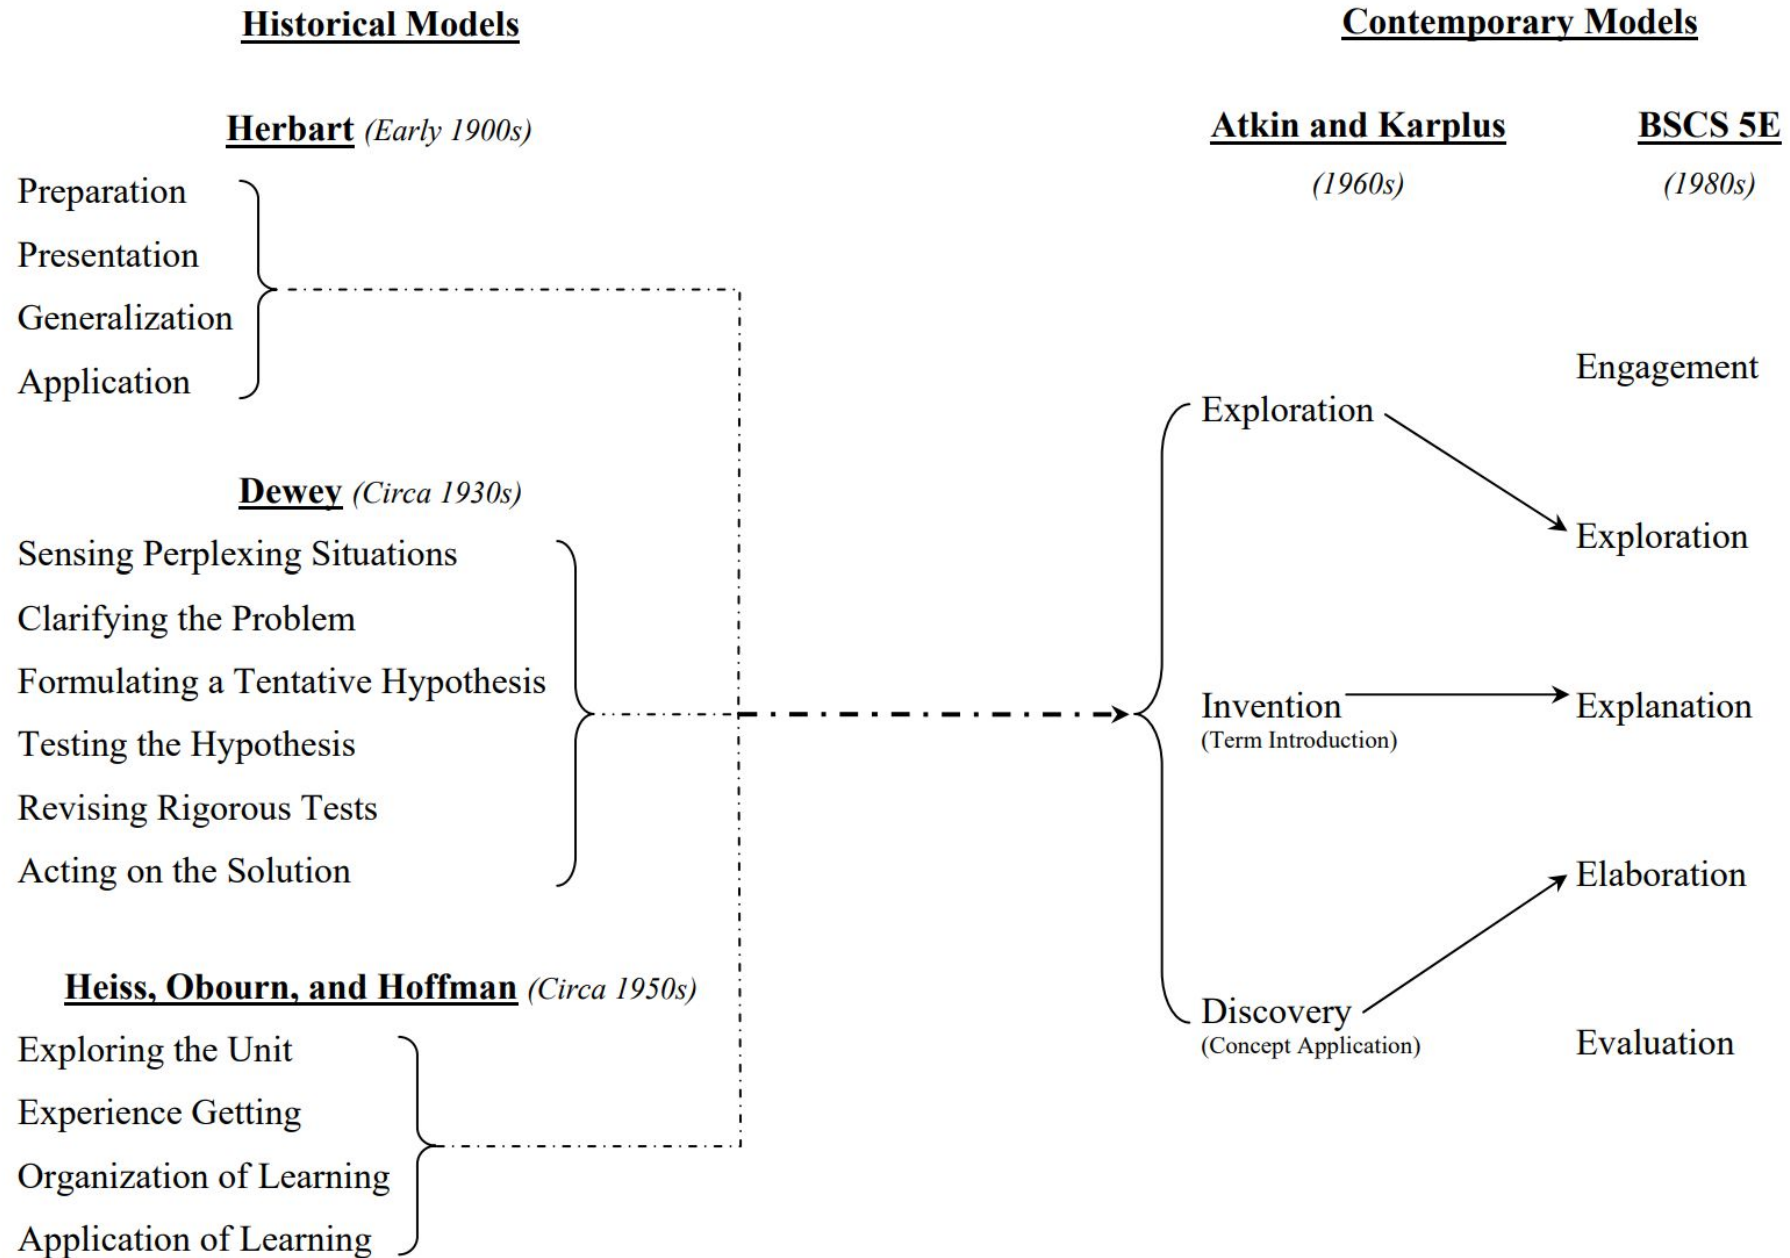 Historical Models
Herbart (Early 1900s)
Preparation
Presentation
Generalization
Application
Dewey (Circa 1930s)
Sensing Perplexing Situations
Clarifying the Problem
Formulating a Tentative Hypothesis
Testing the Hypothesis
Revising Rigorous Tests
Acting on the Solution
Heiss, Obourn, and Hoffman (Circa 1950s)
Exploring the Unit
Experience Getting
Organization of Learning
Application of Learning
Contemporary Models
Atkin and Karplus
(1960s)
Exploration
Invention
(Term Introduction)
Discovery
(Concept Application)
BSCS 5E
(1980s)
Engagement
Exploration
Explanation
Elaboration
Evaluation